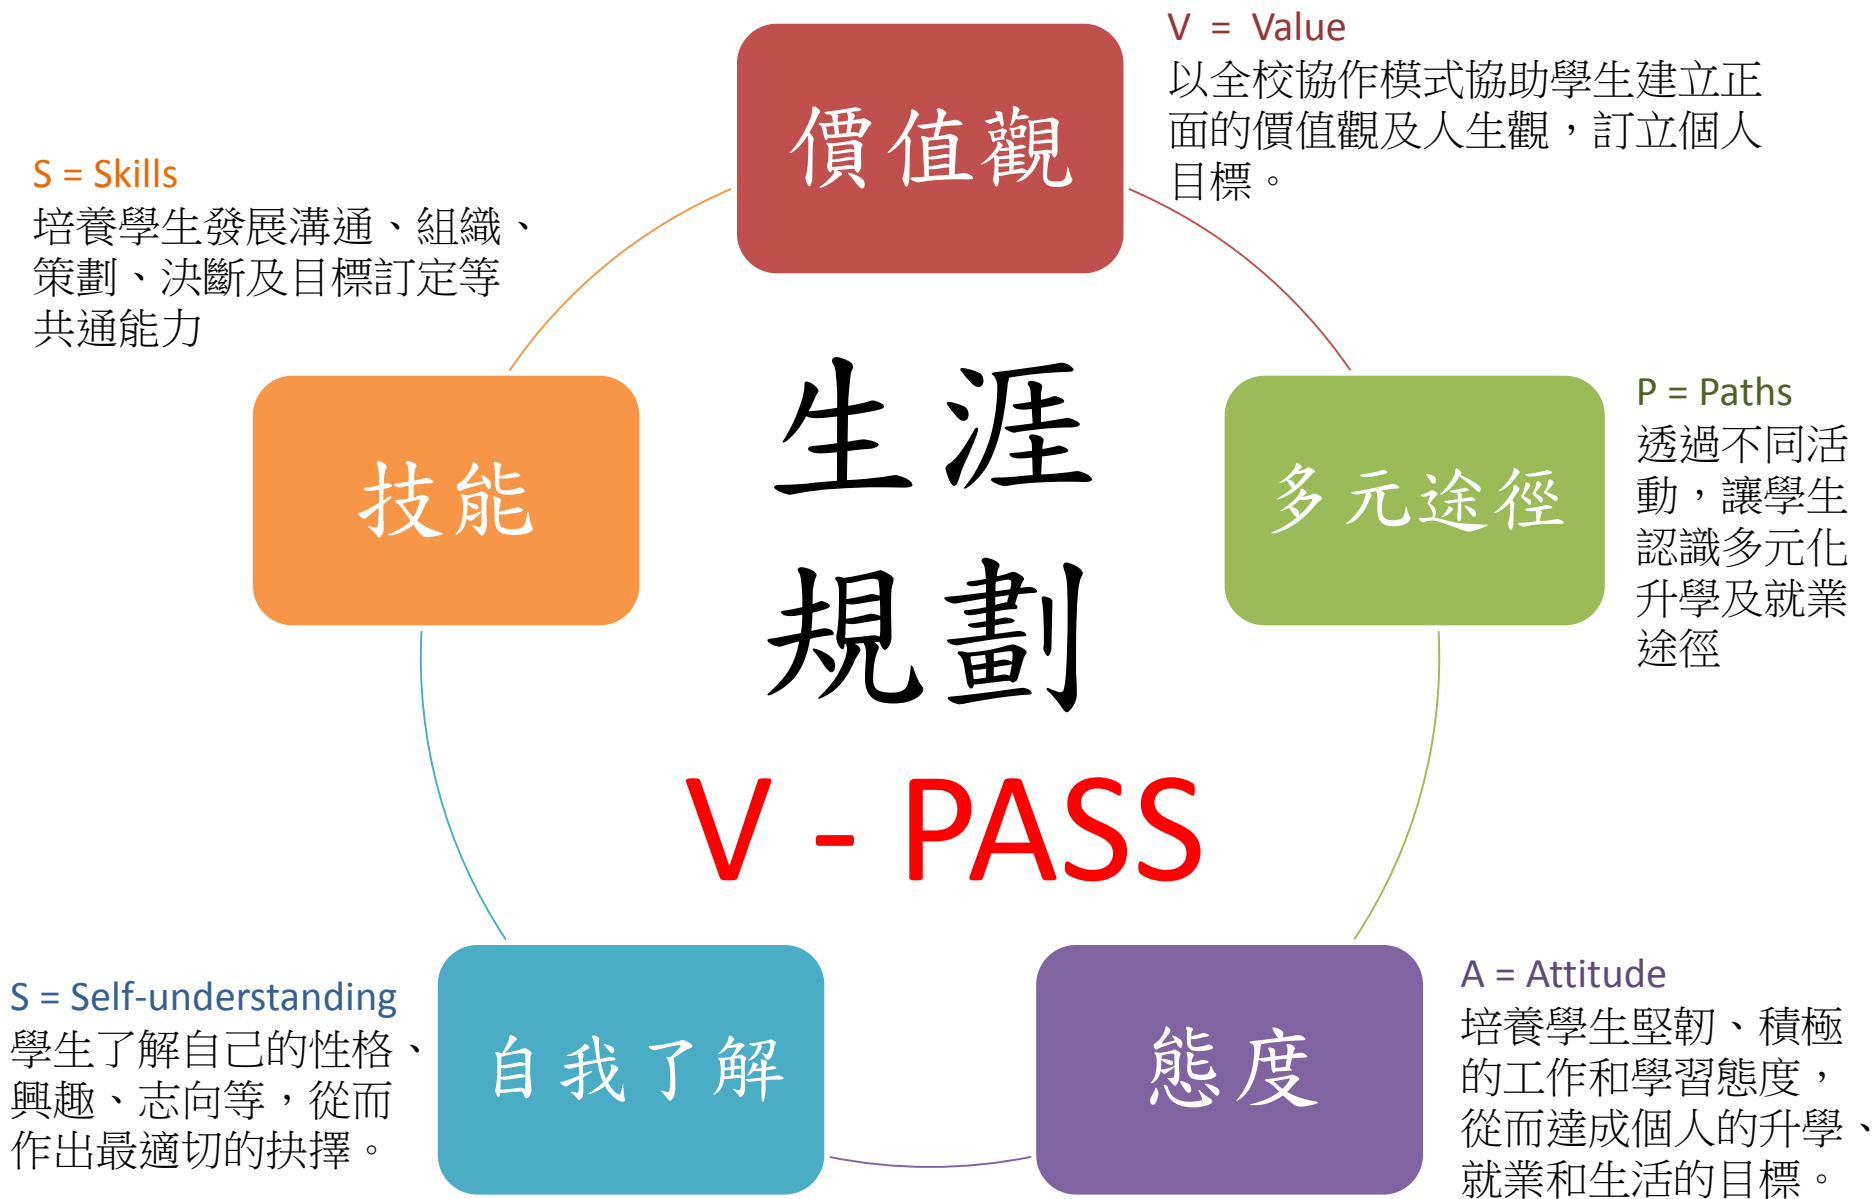 價值觀
V = Value
以全校協作模式協助學生建立正
面的價值觀及人生觀，訂立個人
目標。
S = Skills
培養學生發展溝通、組織、
策劃、決斷及目標訂定等
共通能力
技能
生涯
規劃
V - PASS
多元途徑
P = Paths
透過不同活
動，讓學生
認識多元化
升學及就業
途徑
S = Self-understanding
學生了解自己的性格、
興趣、志向等，從而
作出最適切的抉擇。
自我了解
態度
A = Attitude
培養學生堅韌、積極
的工作和學習態度，
從而達成個人的升學、
就業和生活的目標。